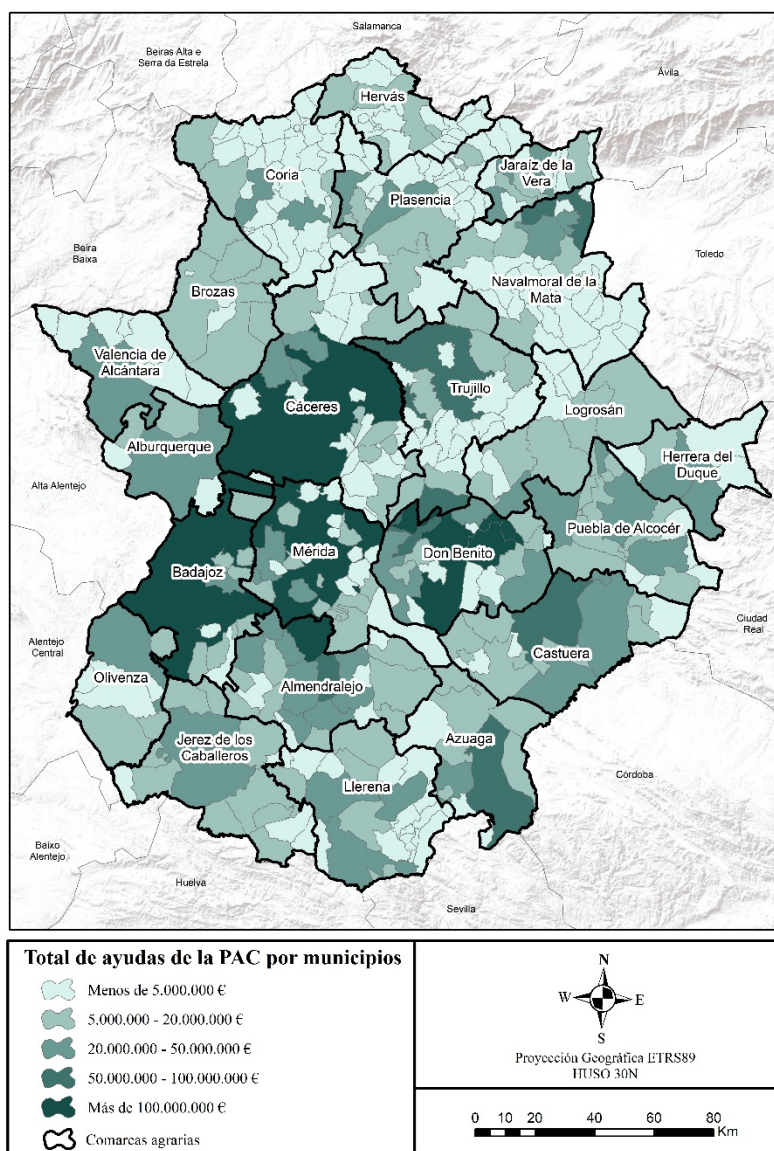 Salamanca
Beiras Alta e
Serra da Estrela
Ávila
Hervás
Jaraíz de la
Vera
Coria
Plasencia
Beira
Baixa
Toledo
Brozas
Navalmoral de la
Mata
Valencia de
Alcántara
Trujillo
Cáceres
Logrosán
Alburquerque
Herrera del
Duque
Alta Alentejo
Puebla de Alcocér
Mérida
Don Benito
Badajoz
Ciudad
Real
Alentejo
Central
Castuera
Olivenza
Almendralejo
Azuaga
Jerez de los
Caballeros
Llerena
Córdoba
Baixo
Alentejo
Huelva
Sevilla
Total de ayudas de la PAC por municipios
Menos de 5.000.000 €
5.000.000 - 20.000.000 €
20.000.000 - 50.000.000 €
50.000.000 - 100.000.000 €
Más de 100.000.000 €
Comarcas agrarias
N
W E
S
Proyección Geográfica ETRS89
HUSO 30N
0 5 10 20 40 60 80
Km